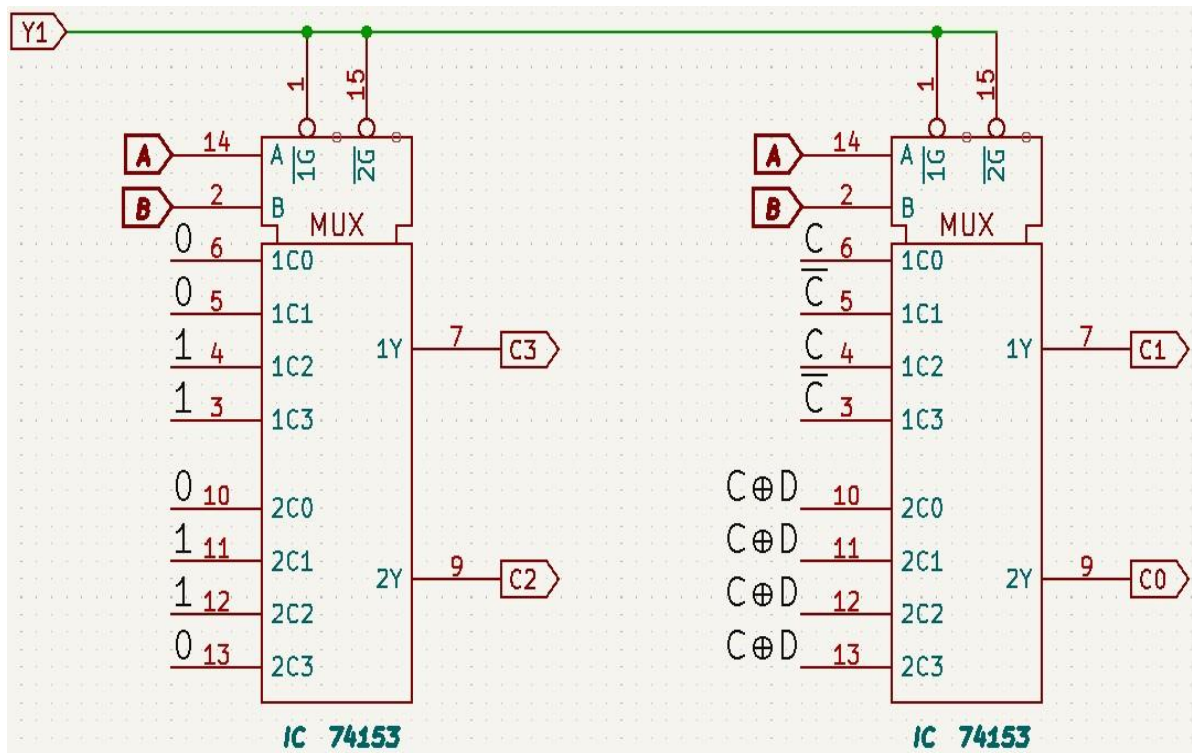 Y1
1 15 1 15
A 14 A 1G 2G A 14 A 1G 2G
B 2 B B 2 B
MUX MUX
0 6 1C0 C 6 1C0
0 5 1C1 C̅ 5 1C1
1Y 7 C3 1Y 7 C1
1 4 1C2 C 4 1C2
1 3 1C3 C̅ 3 1C3
0 10 2C0 C⊕D 10 2C0
1 11 2C1 C⊕D 11 2C1
2Y 9 C2 2Y 9 C0
1 12 2C2 C⊕D 12 2C2
0 13 2C3 C⊕D 13 2C3
IC 74153 IC 74153